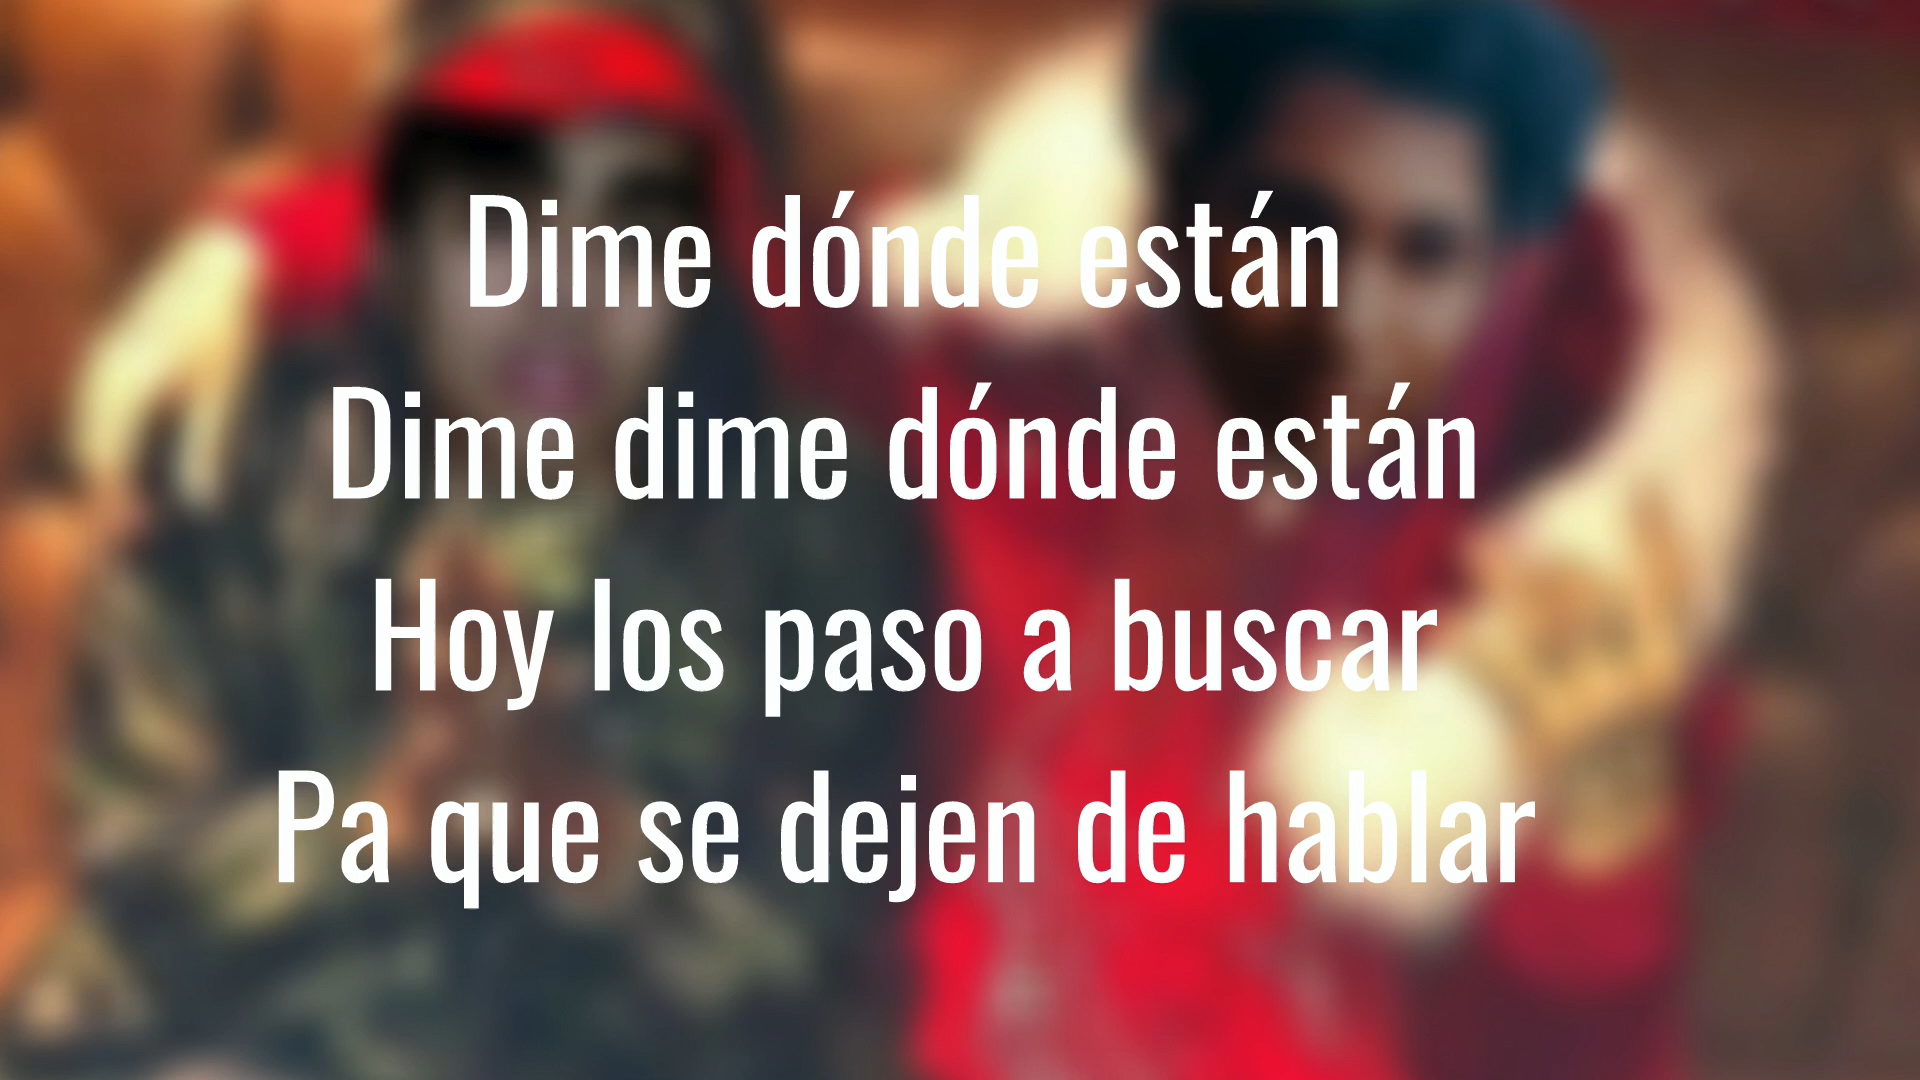 Dime dónde están
Dime dime dónde están
Hoy los paso a buscar
Pa que se dejen de hablar